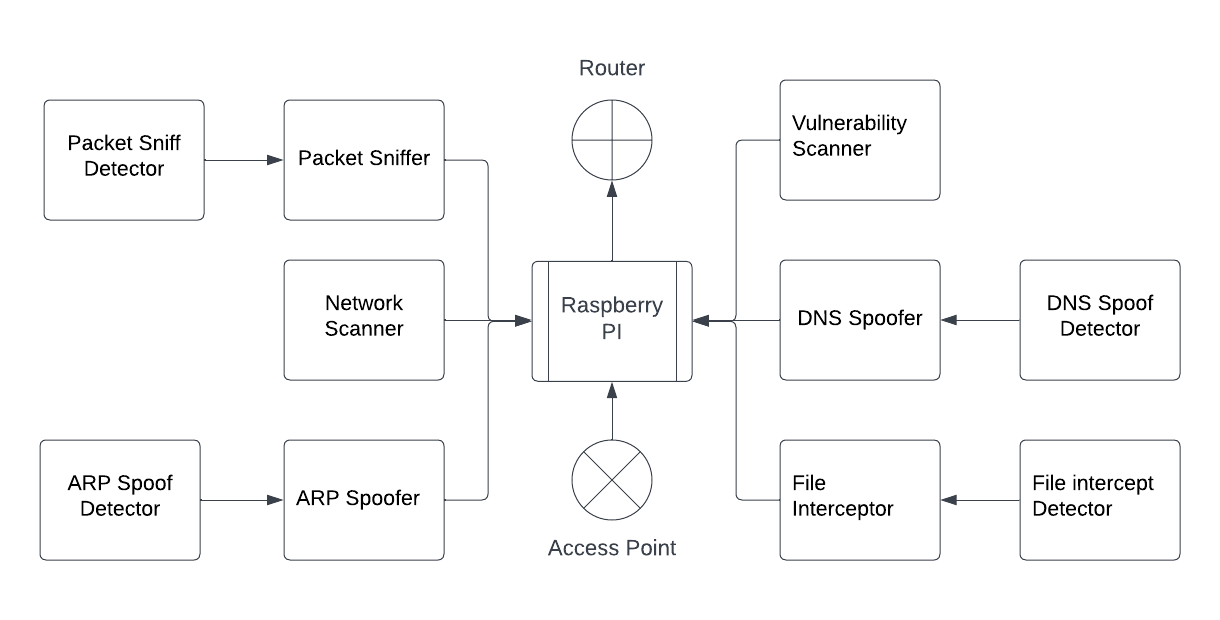 Router
Packet Sniff
Detector
Packet Sniffer
Vulnerability
Scanner
Network
Scanner
Raspberry
PI
DNS Spoofer
DNS Spoof
Detector
ARP Spoof
Detector
ARP Spoofer
Access Point
File
Interceptor
File intercept
Detector